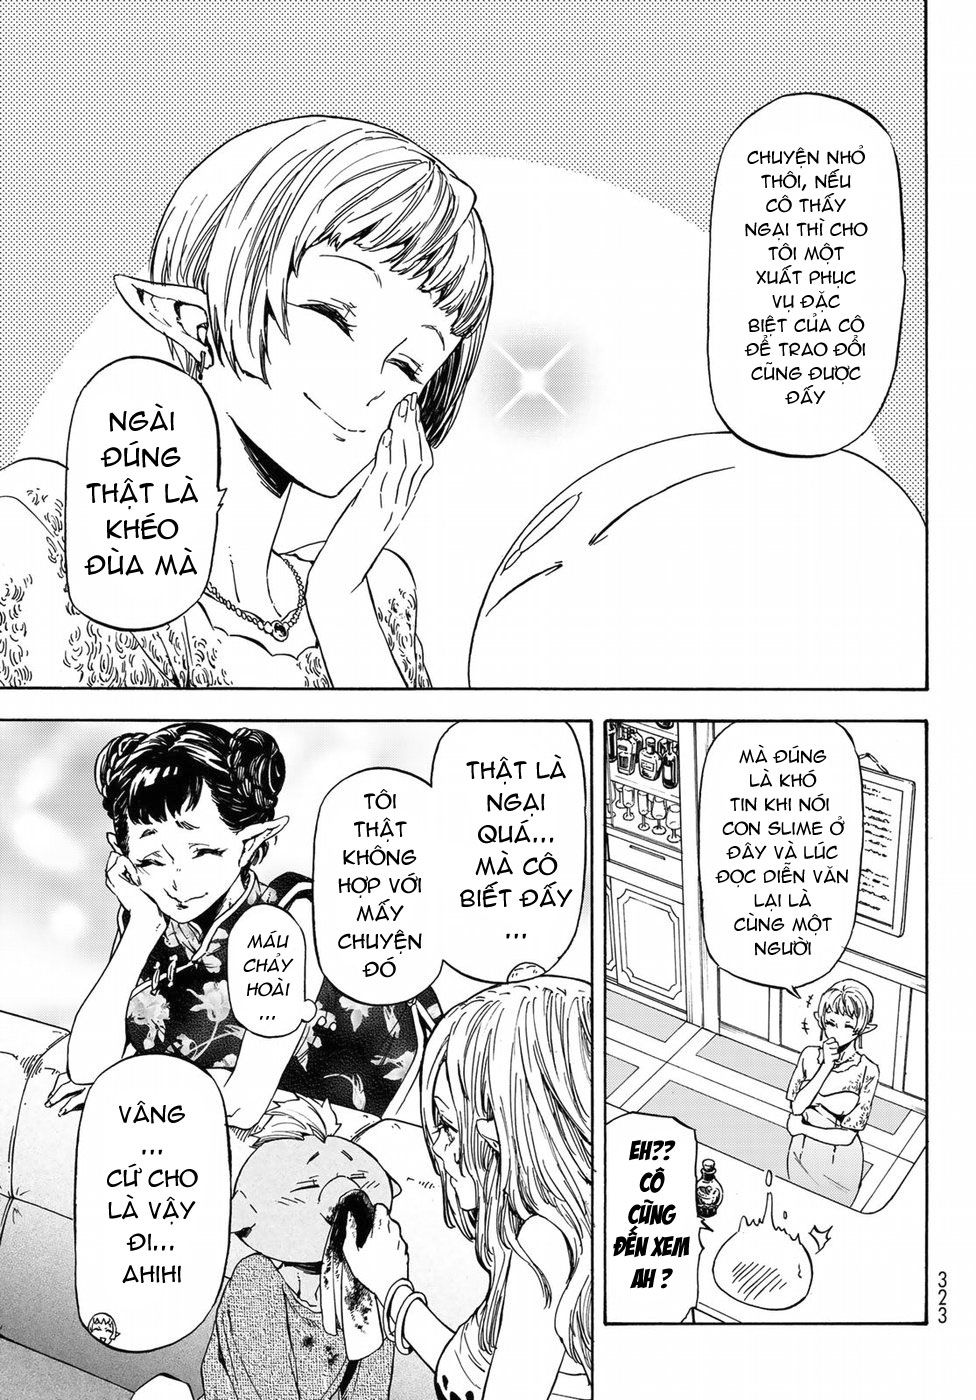 CHUYỆN NHỎ
THÔI, NẾU
CÔ THẤY
NGẠI THÌ CHO
TÔI MỘT
XUẤT PHỤC
VỤ ĐẶC
BIỆT CỦA CÔ
ĐỂ TRAO ĐỔI
CŨNG ĐƯỢC
ĐẤY
NGÀI
ĐÚNG
THẬT LÀ
KHÉO
ĐÙA MÀ
MÀ ĐÚNG
LÀ KHÓ
TIN KHI NÓI
CON SLIME Ở
ĐÂY VÀ LÚC
ĐỌC DIỄN VĂN
LẠI LÀ
CÙNG MỘT
NGƯỜI
EH??
CÔ
CŨNG
ĐẾN XEM
AH ?
THẬT LÀ
NGẠI
QUÁ...
MÀ CÔ
BIẾT ĐẤY
...
TÔI
THẬT
KHÔNG
HỢP VỚI
MẤY
CHUYỆN
ĐÓ
MÁU
CHẢY
HOÀI
...
VÂNG
...
CỨ CHO
LÀ VẬY
ĐI...
AHIHI
323